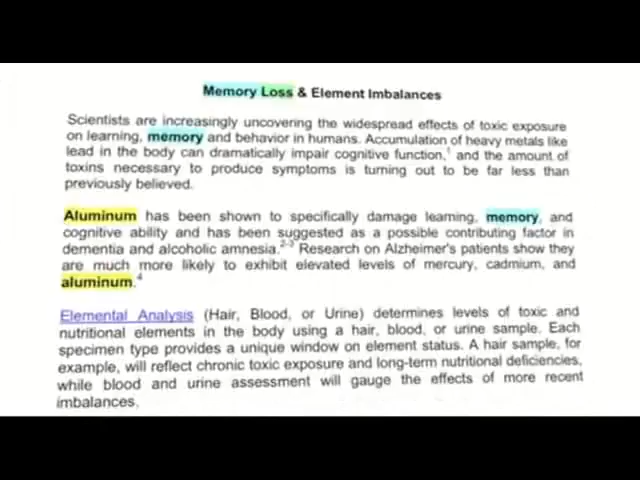 Memory Loss & Element Imbalances
Scientists are increasingly uncovering the widespread effects of toxic exposure
on learning, memory and behavior in humans. Accumulation of heavy metals like
lead in the body can dramatically impair cognitive function,¹ and the amount of
toxins necessary to produce symptoms is turning out to be far less than
previously believed.
Aluminum has been shown to specifically damage learning, memory, and
cognitive ability and has been suggested as a possible contributing factor in
dementia and alcoholic amnesia.²⁻³ Research on Alzheimer's patients show they
are much more likely to exhibit elevated levels of mercury, cadmium, and
aluminum.⁴
Elemental Analysis (Hair, Blood, or Urine) determines levels of toxic and
nutritional elements in the body using a hair, blood, or urine sample. Each
specimen type provides a unique window on element status. A hair sample, for
example, will reflect chronic toxic exposure and long-term nutritional deficiencies,
while blood and urine assessment will gauge the effects of more recent
imbalances.